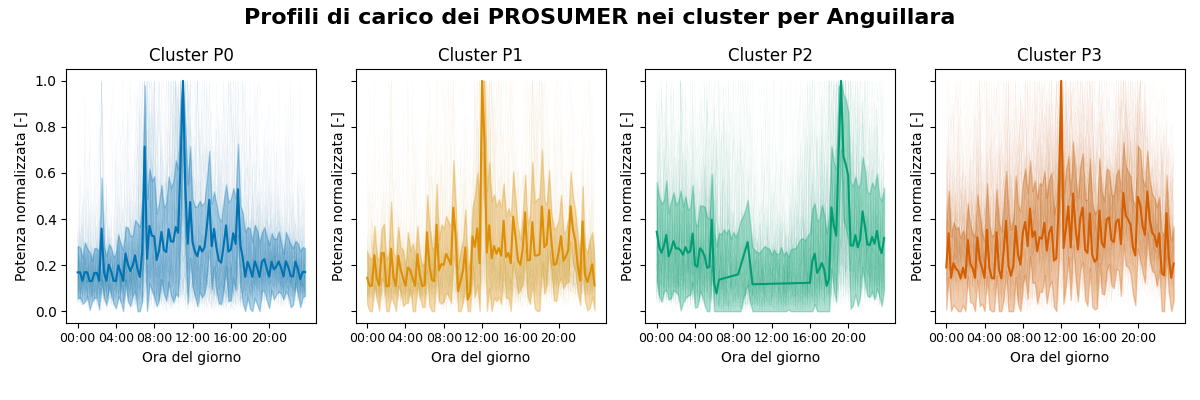 Profili di carico dei PROSUMER nei cluster per Anguillara
Cluster P0
Cluster P1
Cluster P2
Cluster P3
Potenza normalizzata [-]
1.0
0.8
0.6
0.4
0.2
0.0
Potenza normalizzata [-]
Potenza normalizzata [-]
Potenza normalizzata [-]
00:00 04:00 08:00 12:00 16:00 20:00
00:00 04:00 08:00 12:00 16:00 20:00
00:00 04:00 08:00 12:00 16:00 20:00
00:00 04:00 08:00 12:00 16:00 20:00
Ora del giorno
Ora del giorno
Ora del giorno
Ora del giorno